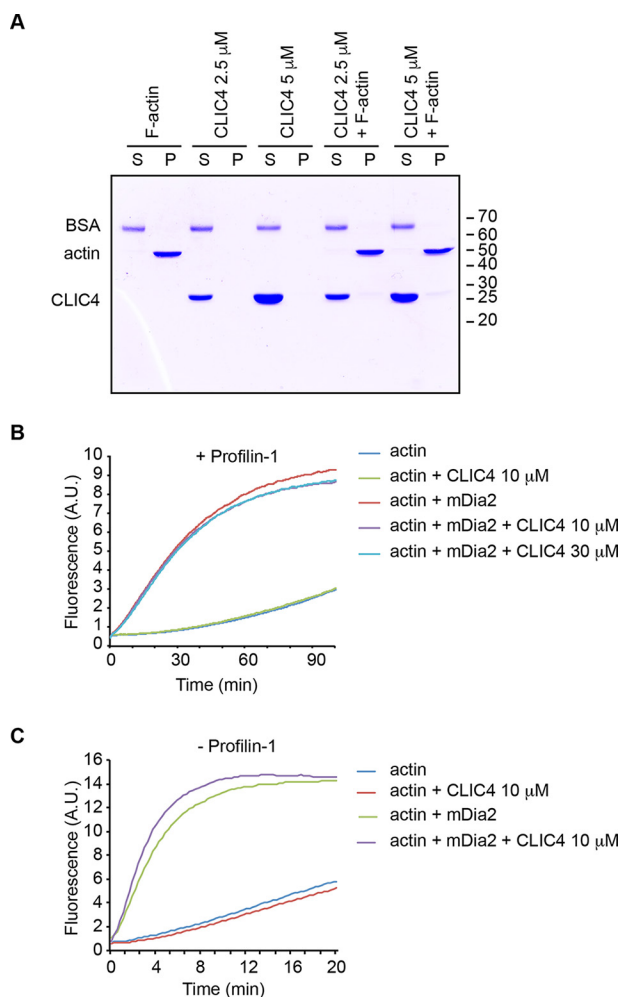 A
F-actin
CLIC4 2.5 μM
CLIC4 5 μM
CLIC4 2.5 μM
+ F-actin
CLIC4 5 μM
+ F-actin
S P S P S P S P S P
BSA
actin
CLIC4
- 70
- 60
- 50
- 40
- 30
- 25
- 20
B
+ Profilin-1
Fluorescence (A.U.)
10
9
8
7
6
5
4
3
2
1
0
0 30 60 90
Time (min)
actin
actin + CLIC4 10 μM
actin + mDia2
actin + mDia2 + CLIC4 10 μM
actin + mDia2 + CLIC4 30 μM
C
- Profilin-1
Fluorescence (A.U.)
16
14
12
10
8
6
4
2
0
0 4 8 12 16 20
Time (min)
actin
actin + CLIC4 10 μM
actin + mDia2
actin + mDia2 + CLIC4 10 μM